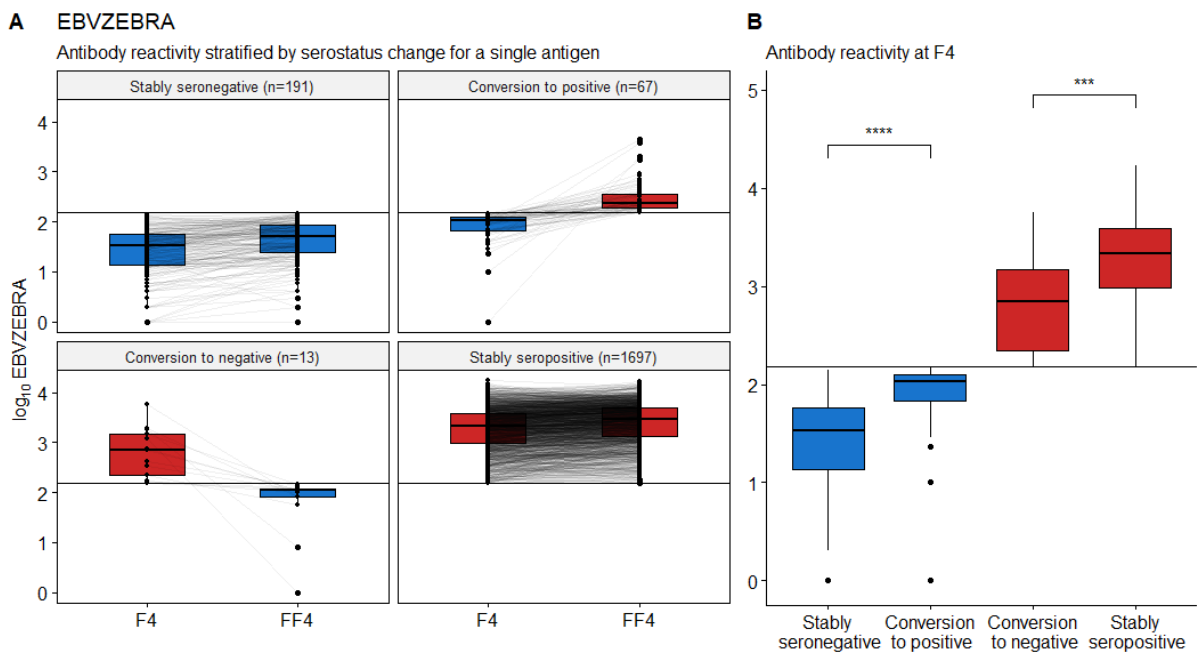 A
EBVZEBRA
Antibody reactivity stratified by serostatus change for a single antigen
Stably seronegative (n=191)
Conversion to positive (n=67)
4
3
2
1
0
Conversion to negative (n=13)
Stably seropositive (n=1697)
4
3
2
1
0
log10 EBVZEBRA
F4
FF4
F4
FF4
B
Antibody reactivity at F4
5
4
3
2
1
0
****
***
Stably
seronegative
Conversion
to positive
Conversion
to negative
Stably
seropositive